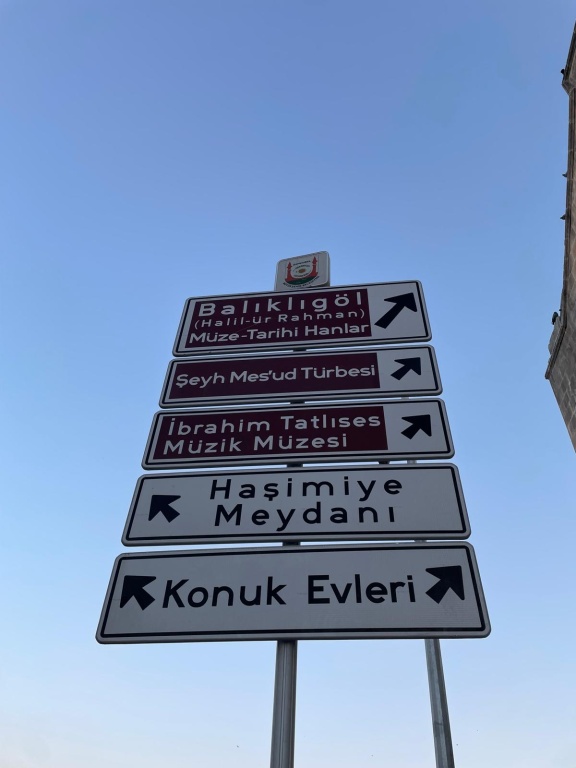 Balıklıgöl
(Halil-ür Rahman)
Müze-Tarihi Hanlar
Şeyh Mes'ud Türbesi
İbrahim Tatlıses
Müzik Müzesi
Haşimiye
Meydanı
Konuk Evleri